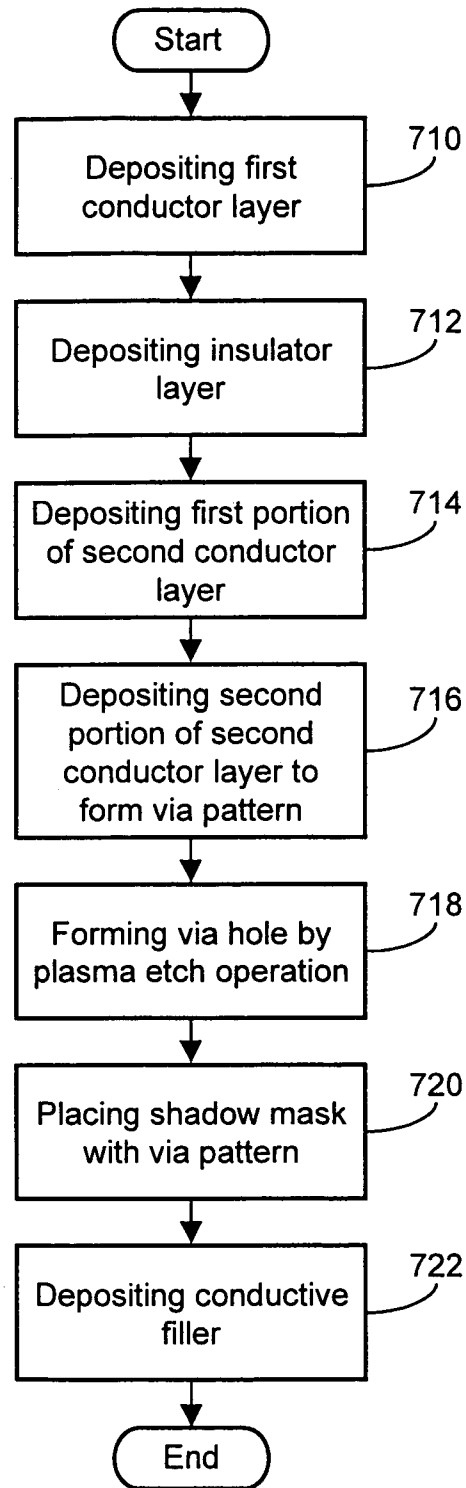 Start
710
Depositing first
conductor layer
712
Depositing insulator
layer
714
Depositing first portion
of second conductor
layer
716
Depositing second
portion of second
conductor layer to
form via pattern
718
Forming via hole by
plasma etch operation
720
Placing shadow mask
with via pattern
722
Depositing conductive
filler
End